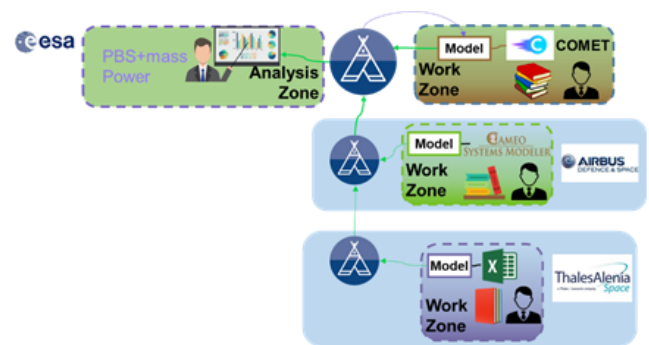 esa
PBS+mass
Power
Analysis
Zone
Model
COMET
Work
Zone
Model
CAMEO
SYSTEMS MODELER
Work
Zone
AIRBUS
DEFENCE & SPACE
Model
X
Work
Zone
ThalesAlenia
Space